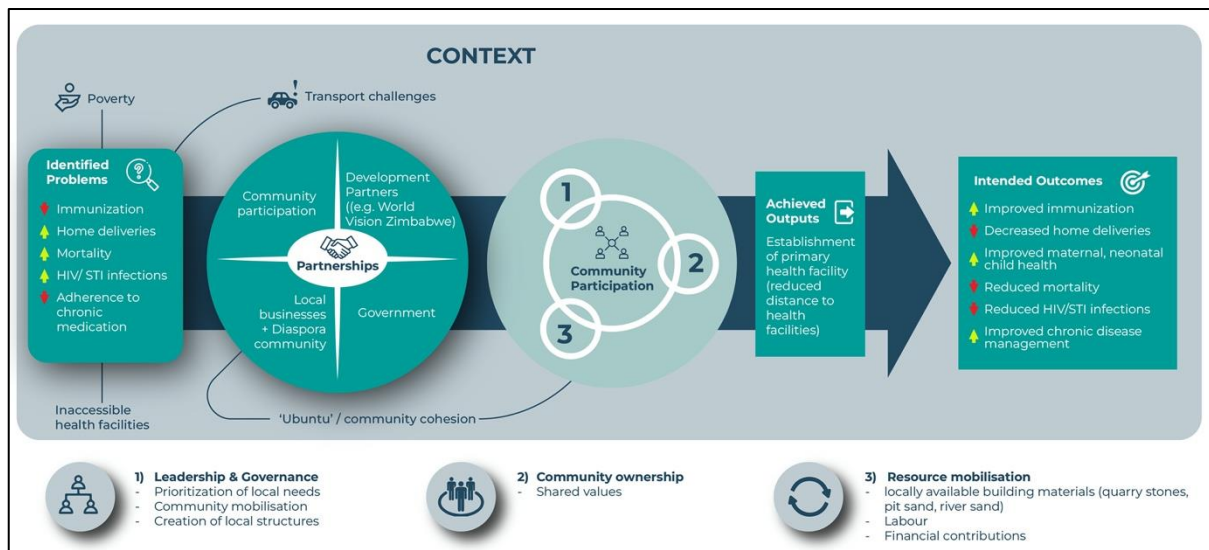 CONTEXT
Poverty
Transport challenges
Identified
Problems
Immunization
Home deliveries
Mortality
HIV/ STI infections
Adherence to
chronic
medication
Inaccessible
health facilities
Community
participation
Development
Partners
((e.g. World
Vision Zimbabwe)
Partnerships
Local
businesses
+ Diaspora
community
Government
'Ubuntu' / community cohesion
1
2
3
Community
Participation
Achieved
Outputs
Establishment
of primary
health facility
(reduced
distance to
health
facilities)
Intended Outcomes
Improved immunization
Decreased home deliveries
Improved maternal, neonatal
child health
Reduced mortality
Reduced HIV/STI infections
Improved chronic disease
management
1) Leadership & Governance
- Prioritization of local needs
- Community mobilisation
- Creation of local structures
2) Community ownership
- Shared values
3) Resource mobilisation
- locally available building materials (quarry stones,
pit sand, river sand)
- Labour
- Financial contributions